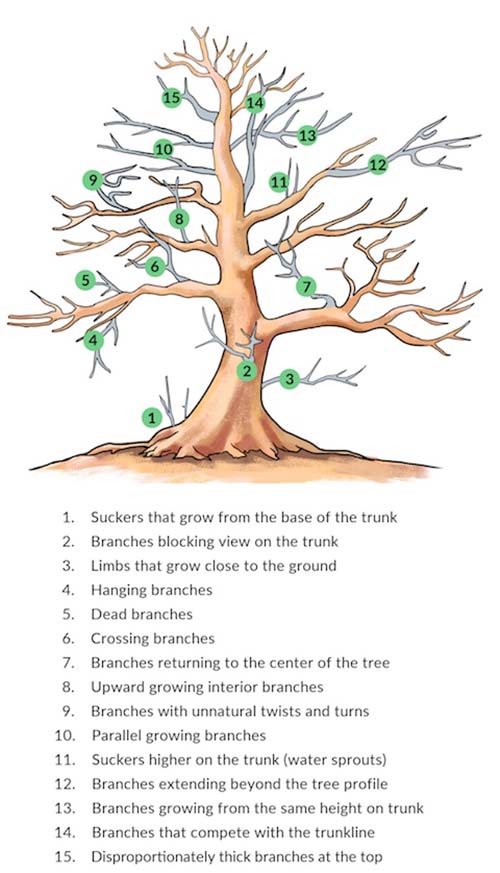 15
14
13
10
12
9
11
8
6
5
7
4
2
3
1
1. Suckers that grow from the base of the trunk
2. Branches blocking view on the trunk
3. Limbs that grow close to the ground
4. Hanging branches
5. Dead branches
6. Crossing branches
7. Branches returning to the center of the tree
8. Upward growing interior branches
9. Branches with unnatural twists and turns
10. Parallel growing branches
11. Suckers higher on the trunk (water sprouts)
12. Branches extending beyond the tree profile
13. Branches growing from the same height on trunk
14. Branches that compete with the trunkline
15. Disproportionately thick branches at the top